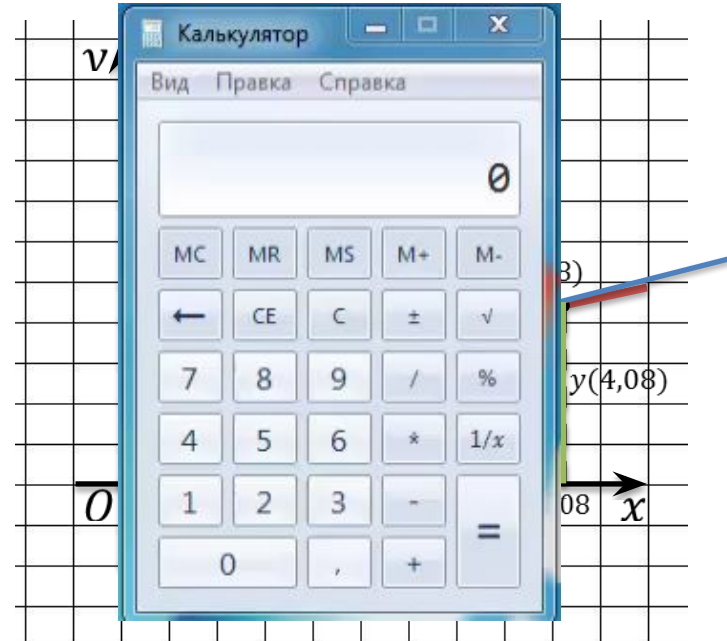 Калькулятор
y
Вид Правка Справка
0
MC MR MS M+ M-
3)
← CE C ± √
7 8 9 / %
y(4,08)
4 5 6 * 1/x
1 2 3 - =
O
08 x
0 , +